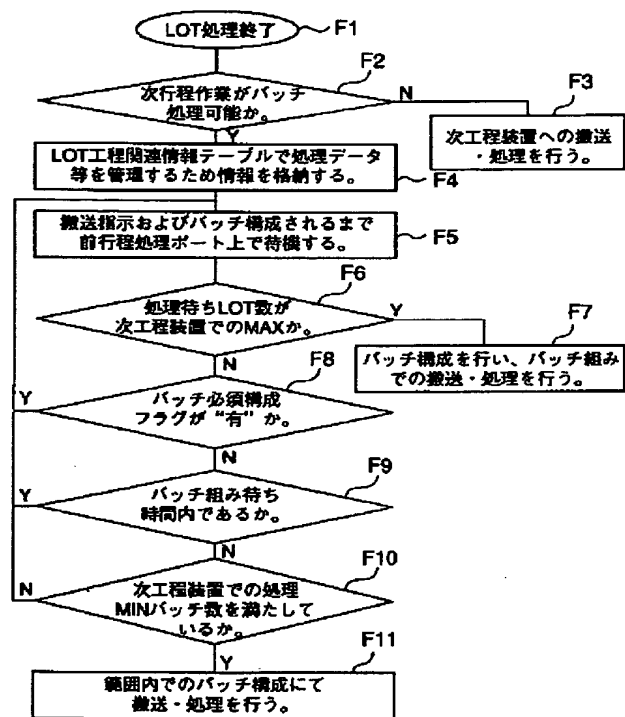 LOT処理終了
F1
F2
次行程作業がバッチ
処理可能か。
N
Y
F3
次工程装置への搬送
・処理を行う。
LOT工程関連情報テーブルで処理データ
等を管理するため情報を格納する。
F4
搬送指示およびバッチ構成されるまで
前行程処理ポート上で待機する。
F5
F6
処理待ちLOT数が
次工程装置でのMAXか。
Y
N
F7
バッチ構成を行い、バッチ組み
での搬送・処理を行う。
F8
バッチ必須構成
フラグが“有”か。
Y
N
F9
バッチ組み待ち
時間内であるか。
Y
N
F10
次工程装置での処理
MINバッチ数を満たして
いるか。
N
Y
F11
範囲内でのバッチ構成にて
搬送・処理を行う。